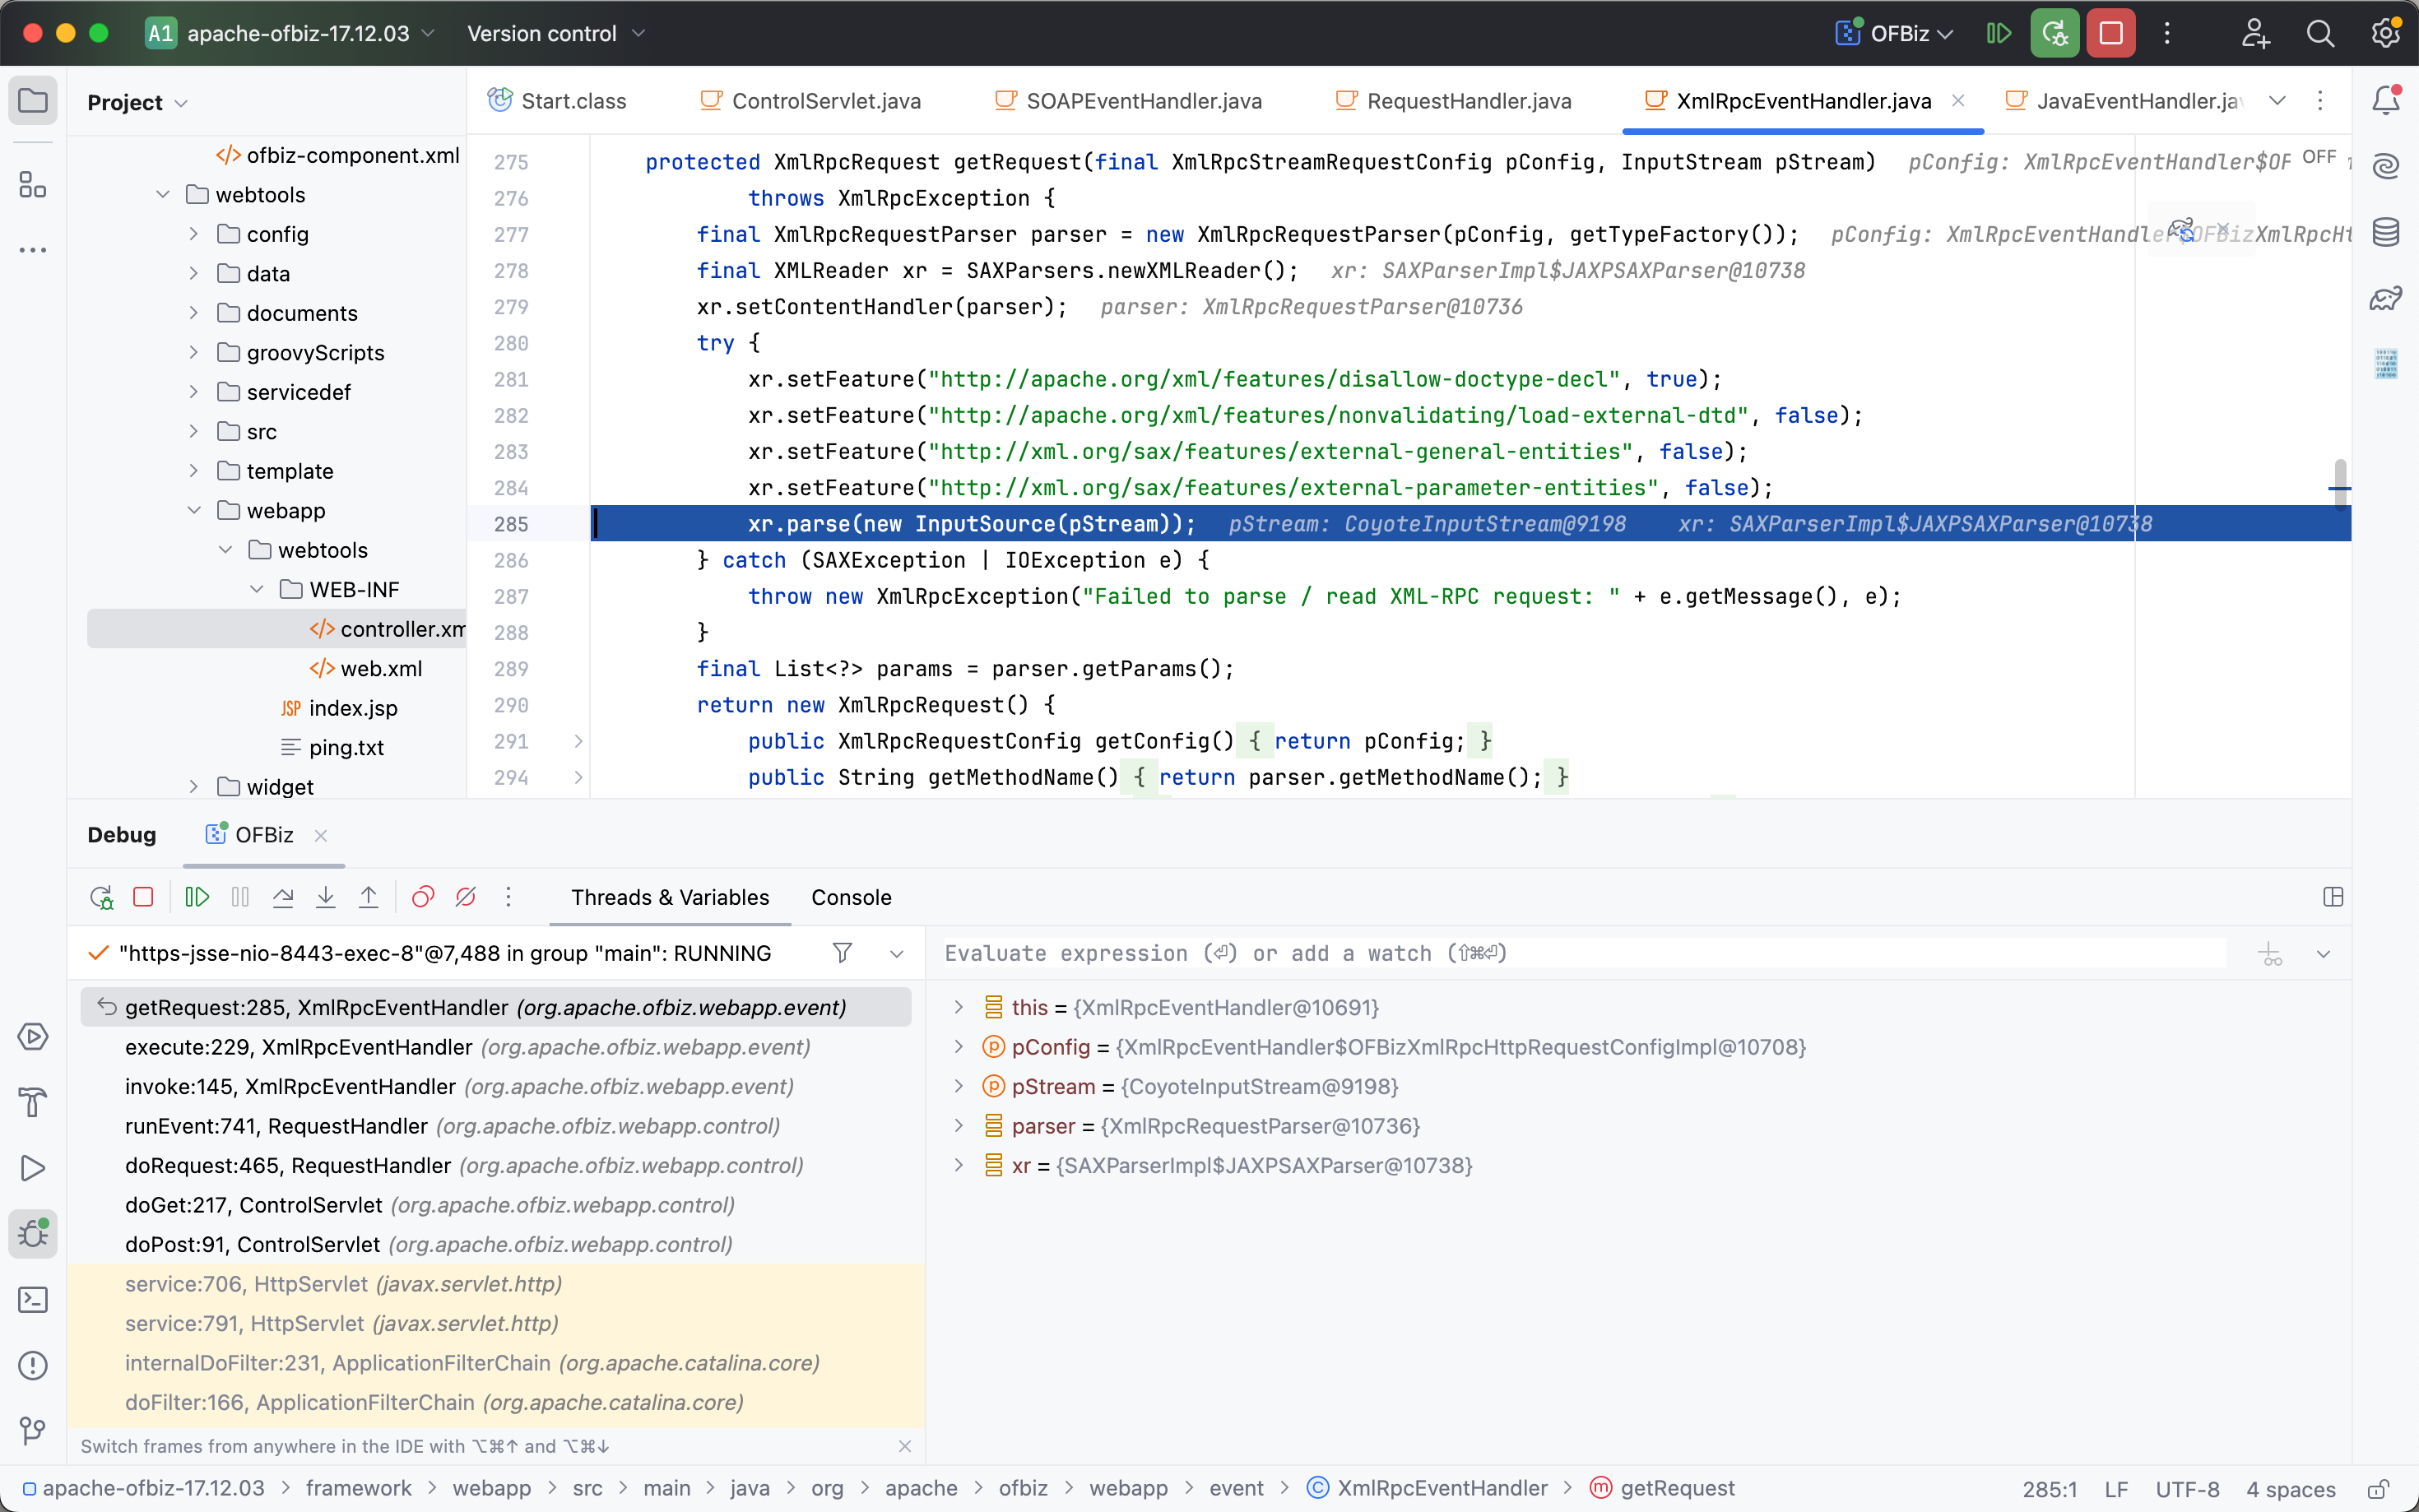 A1 apache-ofbiz-17.12.03 Version control OFBiz
Project
Start.class ControlServlet.java SOAPEventHandler.java RequestHandler.java XmlRpcEventHandler.java JavaEventHandler.ja
ofbiz-component.xml
webtools
config
data
documents
groovyScripts
servicedef
src
template
webapp
webtools
WEB-INF
controller.xm
web.xml
JSP index.jsp
ping.txt
widget
275 protected XmlRpcRequest getRequest(final XmlRpcStreamRequestConfig pConfig, InputStream pStream) pConfig: XmlRpcEventHandler$OF OFF
276 throws XmlRpcException {
277 final XmlRpcRequestParser parser = new XmlRpcRequestParser(pConfig, getTypeFactory()); pConfig: XmlRpcEventHandler$OFBizXmlRpcHt
278 final XMLReader xr = SAXParsers.newXMLReader(); xr: SAXParserImpl$JAXPSAXParser@10738
279 xr.setContentHandler(parser); parser: XmlRpcRequestParser@10736
280 try {
281 xr.setFeature("http://apache.org/xml/features/disallow-doctype-decl", true);
282 xr.setFeature("http://apache.org/xml/features/nonvalidating/load-external-dtd", false);
283 xr.setFeature("http://xml.org/sax/features/external-general-entities", false);
284 xr.setFeature("http://xml.org/sax/features/external-parameter-entities", false);
285 xr.parse(new InputSource(pStream)); pStream: CoyoteInputStream@9198 xr: SAXParserImpl$JAXPSAXParser@10738
286 } catch (SAXException | IOException e) {
287 throw new XmlRpcException("Failed to parse / read XML-RPC request: " + e.getMessage(), e);
288 }
289 final List<?> params = parser.getParams();
290 return new XmlRpcRequest() {
291 public XmlRpcRequestConfig getConfig() { return pConfig; }
294 public String getMethodName() { return parser.getMethodName(); }
Debug OFBiz
Threads & Variables Console
"https-jsse-nio-8443-exec-8"@7,488 in group "main": RUNNING
Evaluate expression (⏎) or add a watch (⇧⌘⏎)
getRequest:285, XmlRpcEventHandler (org.apache.ofbiz.webapp.event)
execute:229, XmlRpcEventHandler (org.apache.ofbiz.webapp.event)
invoke:145, XmlRpcEventHandler (org.apache.ofbiz.webapp.event)
runEvent:741, RequestHandler (org.apache.ofbiz.webapp.control)
doRequest:465, RequestHandler (org.apache.ofbiz.webapp.control)
doGet:217, ControlServlet (org.apache.ofbiz.webapp.control)
doPost:91, ControlServlet (org.apache.ofbiz.webapp.control)
service:706, HttpServlet (javax.servlet.http)
service:791, HttpServlet (javax.servlet.http)
internalDoFilter:231, ApplicationFilterChain (org.apache.catalina.core)
doFilter:166, ApplicationFilterChain (org.apache.catalina.core)
Switch frames from anywhere in the IDE with ⌥⌘↑ and ⌥⌘↓
this = {XmlRpcEventHandler@10691}
pConfig = {XmlRpcEventHandler$OFBizXmlRpcHttpRequestConfigImpl@10708}
pStream = {CoyoteInputStream@9198}
parser = {XmlRpcRequestParser@10736}
xr = {SAXParserImpl$JAXPSAXParser@10738}
apache-ofbiz-17.12.03 > framework > webapp > src > main > java > org > apache > ofbiz > webapp > event > XmlRpcEventHandler > getRequest 285:1 LF UTF-8 4 spaces